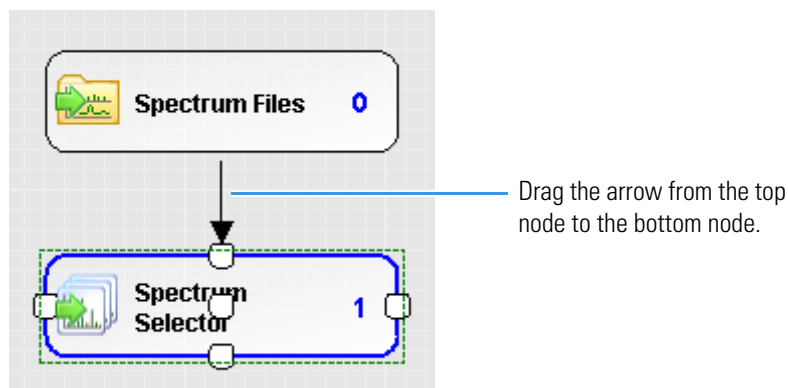 Spectrum Files 0
Drag the arrow from the top
node to the bottom node.
Spectrum
Selector 1